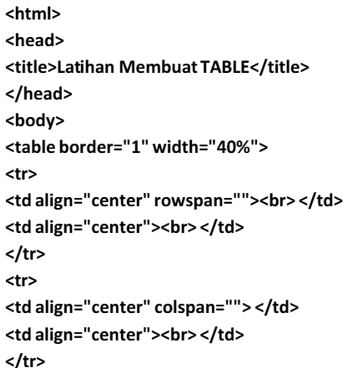 <html>
<head>
<title>Latihan Membuat TABLE</title>
</head>
<body>
<table border="1" width="40%">
<tr>
<td align="center" rowspan=""><br> </td>
<td align="center"><br> </td>
</tr>
<tr>
<td align="center" colspan=""> </td>
<td align="center"><br> </td>
</tr>